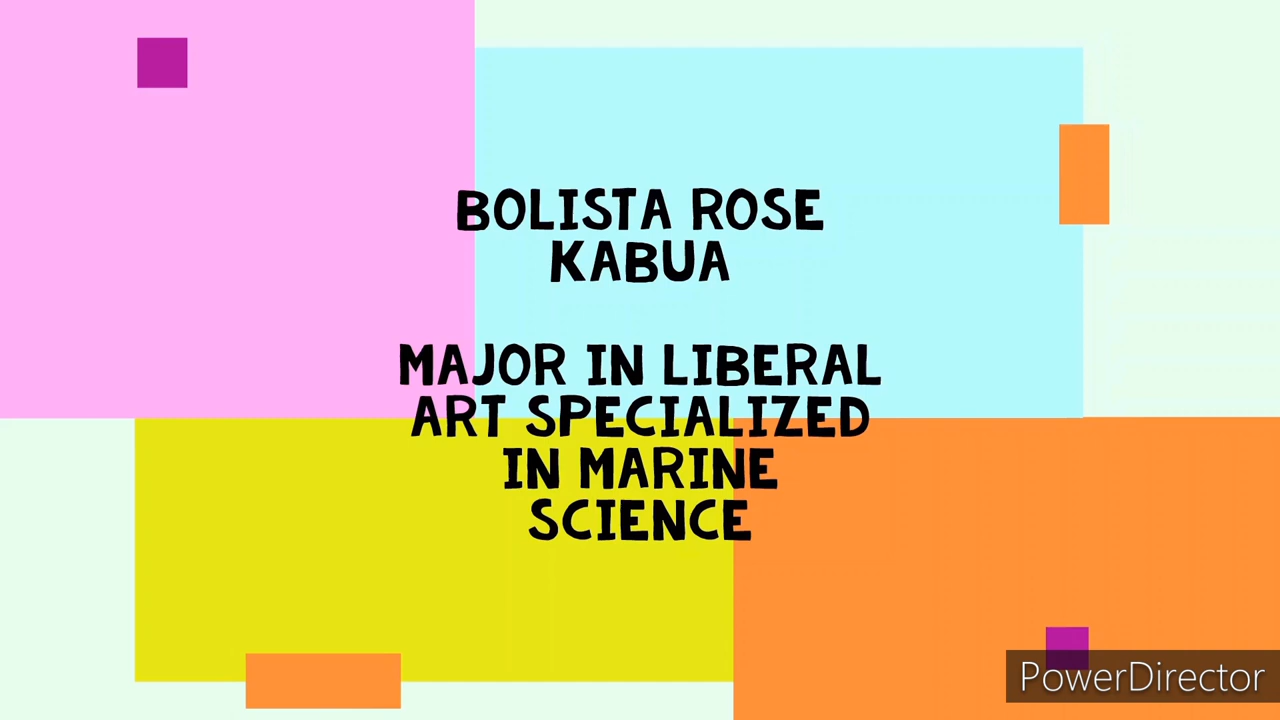 BOLISTA ROSE
KABUA
MAJOR IN LIBERAL
ART SPECIALIZED
IN MARINE
SCIENCE
PowerDirector